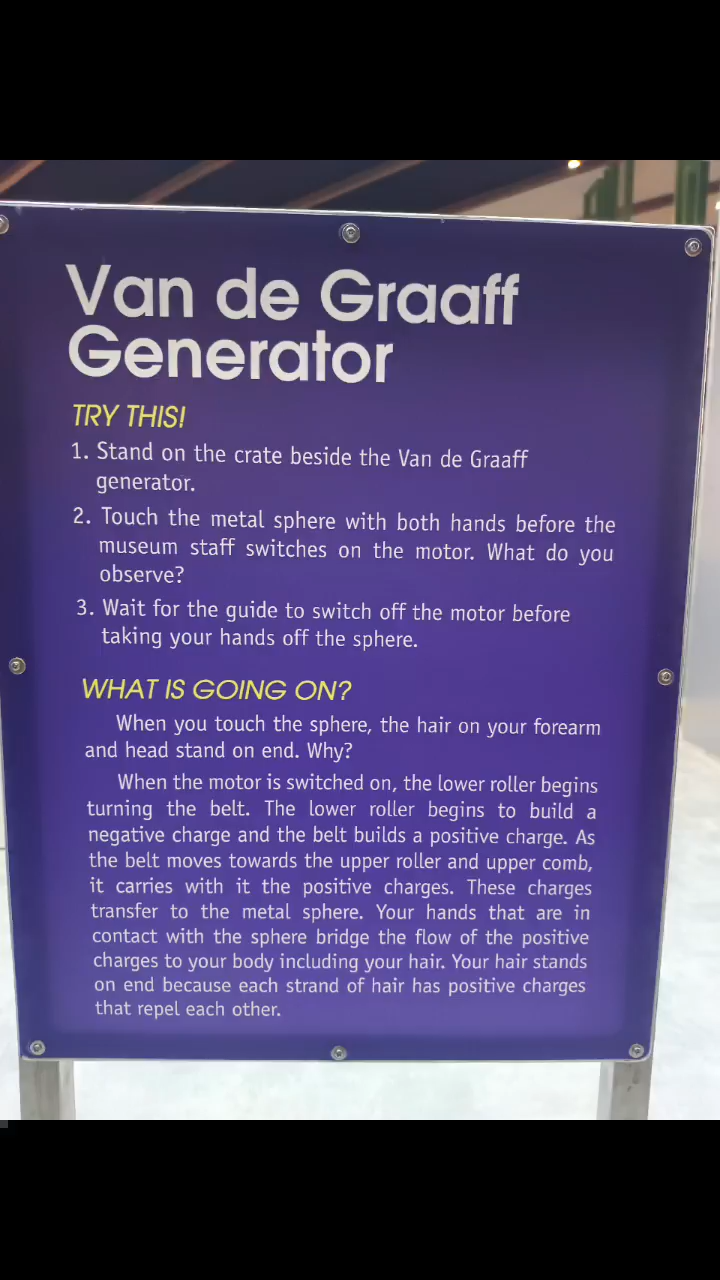 Van de Graaff
Generator
TRY THIS!
1. Stand on the crate beside the Van de Graaff
generator.
2. Touch the metal sphere with both hands before the
museum staff switches on the motor. What do you
observe?
3. Wait for the guide to switch off the motor before
taking your hands off the sphere.
WHAT IS GOING ON?
When you touch the sphere, the hair on your forearm
and head stand on end. Why?
When the motor is switched on, the lower roller begins
turning the belt. The lower roller begins to build a
negative charge and the belt builds a positive charge. As
the belt moves towards the upper roller and upper comb,
it carries with it the positive charges. These charges
transfer to the metal sphere. Your hands that are in
contact with the sphere bridge the flow of the positive
charges to your body including your hair. Your hair stands
on end because each strand of hair has positive charges
that repel each other.